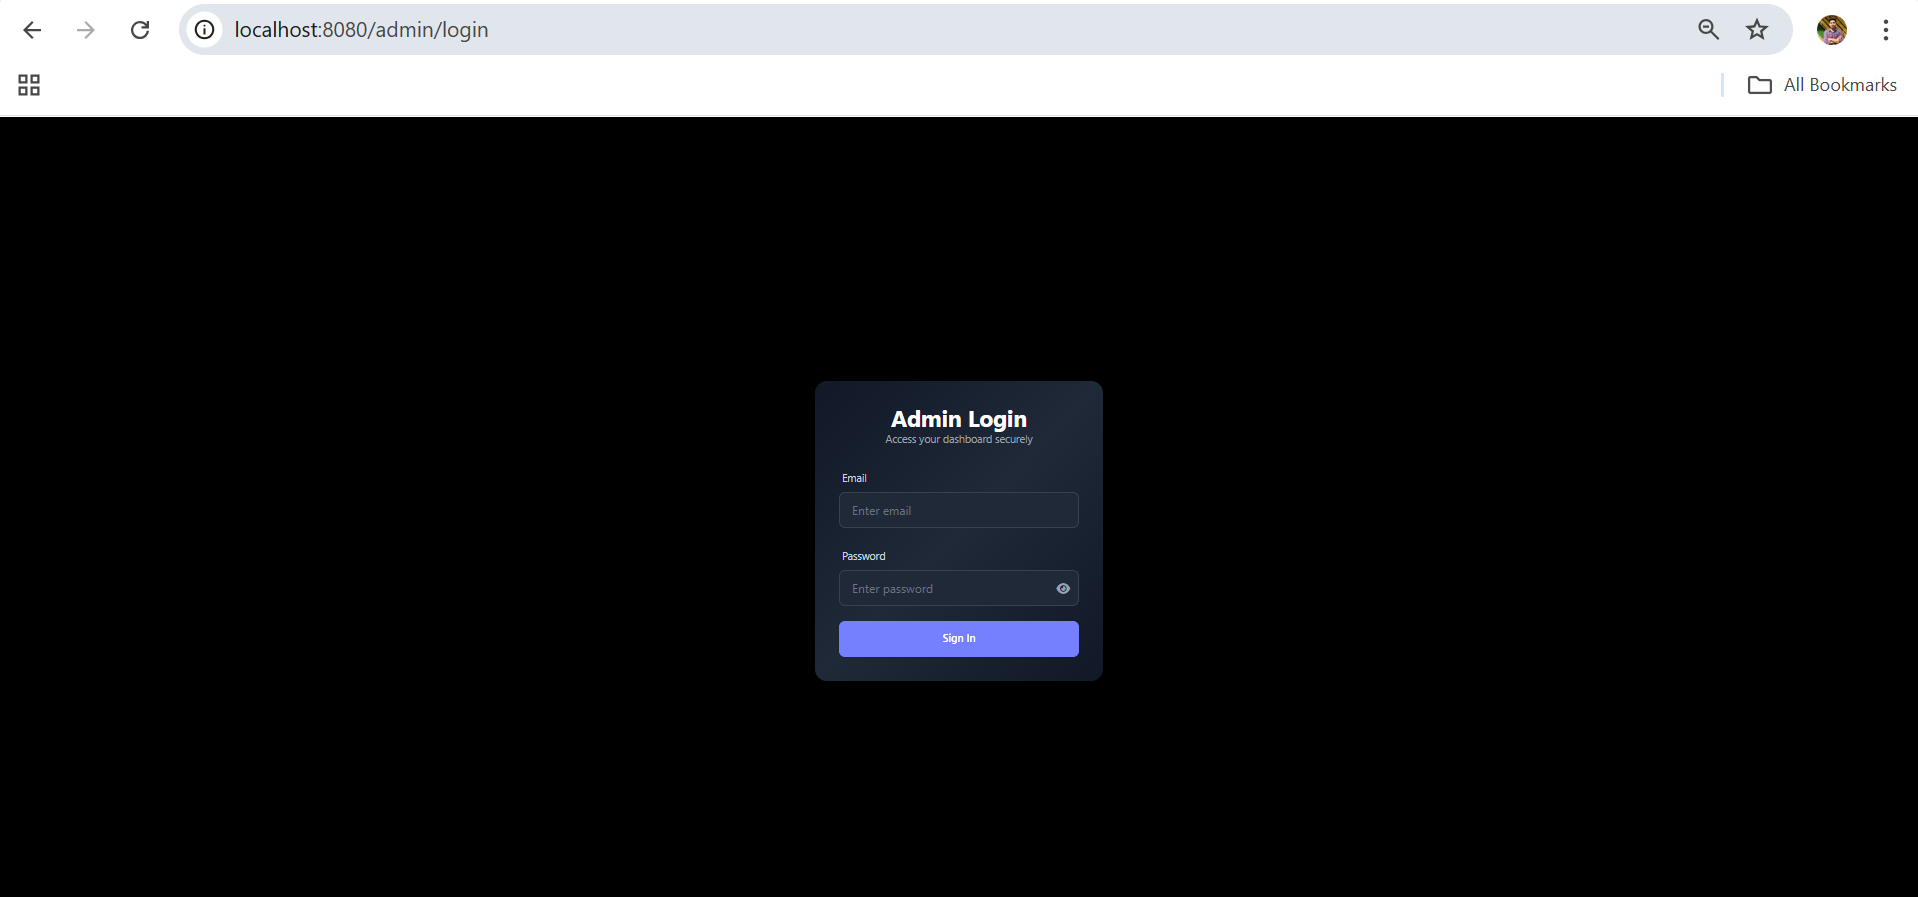 localhost:8080/admin/login
All Bookmarks
Admin Login
Access your dashboard securely
Email
Enter email
Password
Enter password
Sign In